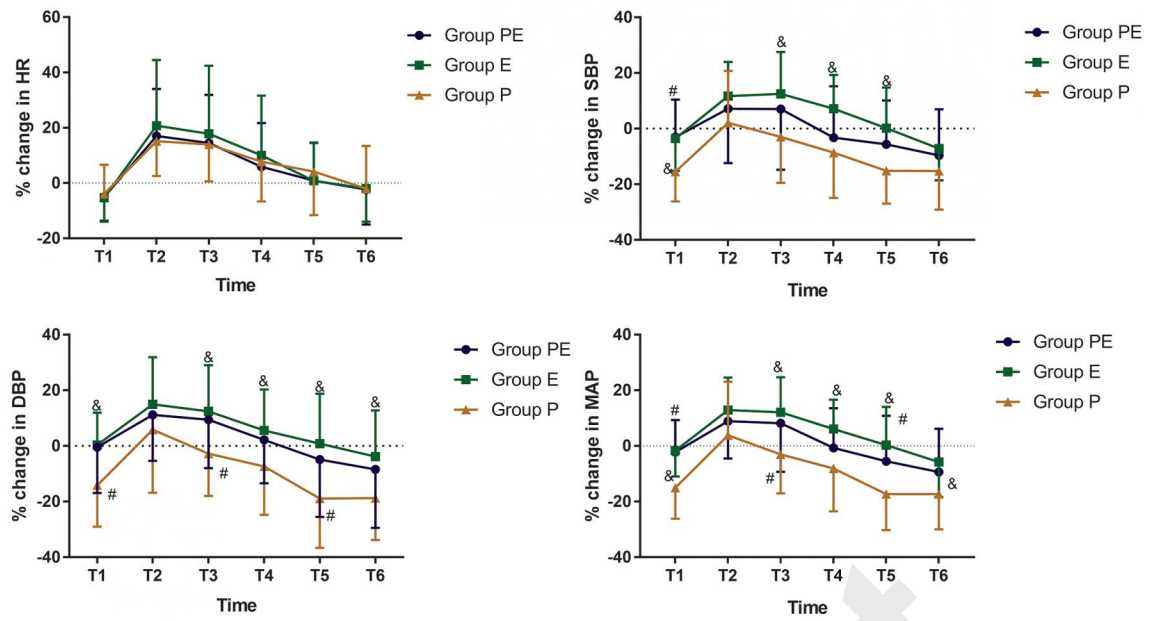 % change in HR
60
40
20
0
-20
T1 T2 T3 T4 T5 T6
Time
Group PE
Group E
Group P
% change in SBP
40
20
0
-20
-40
# & & & &
T1 T2 T3 T4 T5 T6
Time
Group PE
Group E
Group P
% change in DBP
40
20
0
-20
-40
& & & & &
# # #
T1 T2 T3 T4 T5 T6
Time
Group PE
Group E
Group P
% change in MAP
40
20
0
-20
-40
# & & & #
& # &
T1 T2 T3 T4 T5 T6
Time
Group PE
Group E
Group P